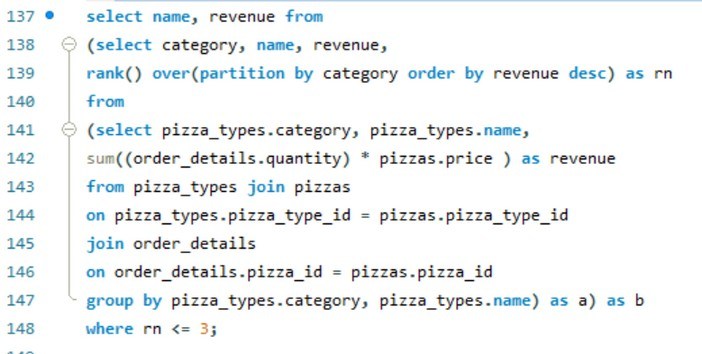 137 select name, revenue from
138 (select category, name, revenue,
139 rank() over(partition by category order by revenue desc) as rn
140 from
141 (select pizza_types.category, pizza_types.name,
142 sum((order_details.quantity) * pizzas.price ) as revenue
143 from pizza_types join pizzas
144 on pizza_types.pizza_type_id = pizzas.pizza_type_id
145 join order_details
146 on order_details.pizza_id = pizzas.pizza_id
147 group by pizza_types.category, pizza_types.name) as a) as b
148 where rn <= 3;